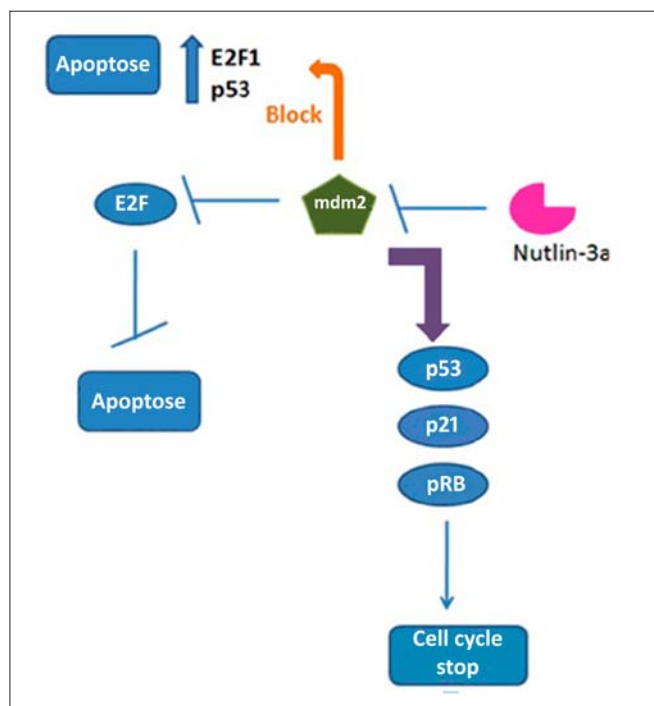 Apoptose
E2F1
p53
Block
E2F
mdm2
Nutlin-3a
p53
Apoptose
p21
pRB
Cell cycle
stop